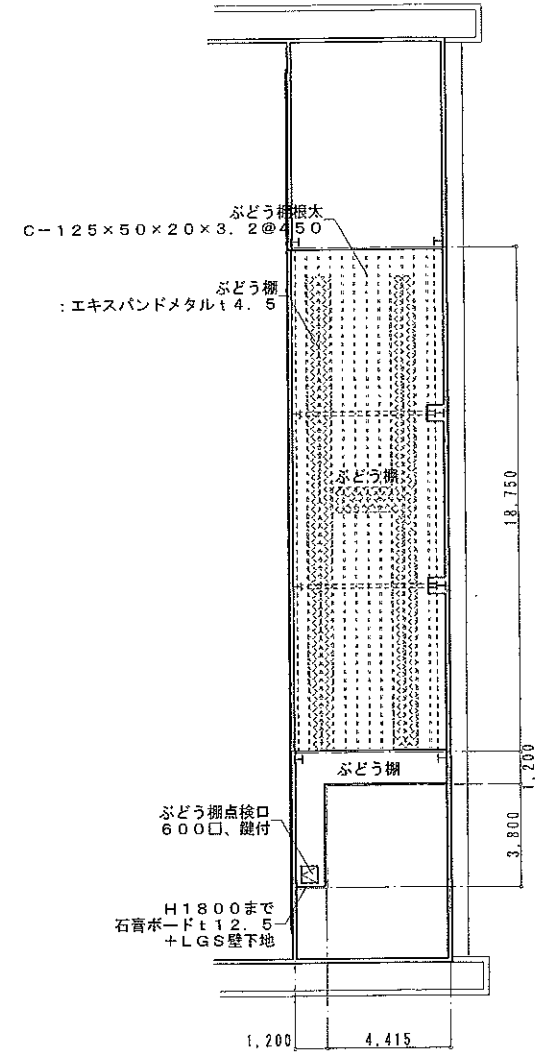 ぶどう棚根太
C-125×50×20×3.2@450
ぶどう棚
:エキスパンドメタルt4.5
ぶどう棚
18,750
ぶどう棚
1,200
3,800
ぶどう棚点検口
600口、鍵付
H1800まで
石膏ボードt12.5
+LGS壁下地
1,200
4,415